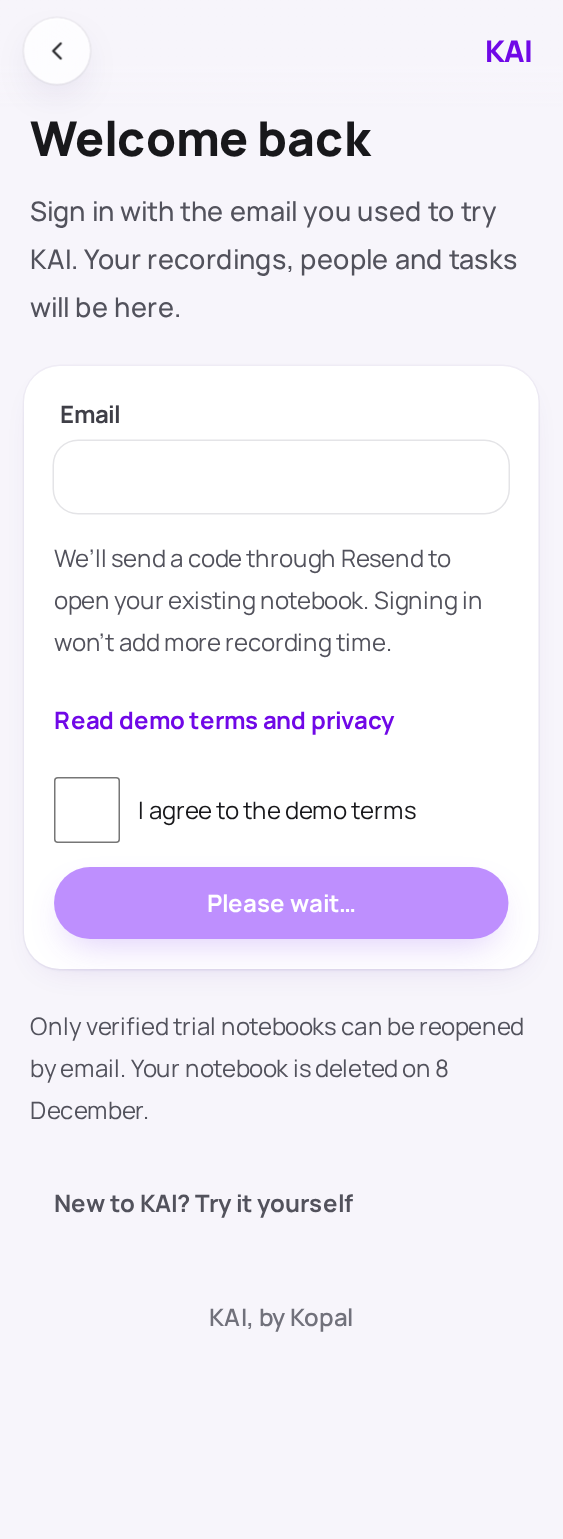 KAI
Welcome back
Sign in with the email you used to try
KAI. Your recordings, people and tasks
will be here.
Email
We’ll send a code through Resend to
open your existing notebook. Signing in
won’t add more recording time.
Read demo terms and privacy
I agree to the demo terms
Please wait…
Only verified trial notebooks can be reopened
by email. Your notebook is deleted on 8
December.
New to KAI? Try it yourself
KAI, by Kopal